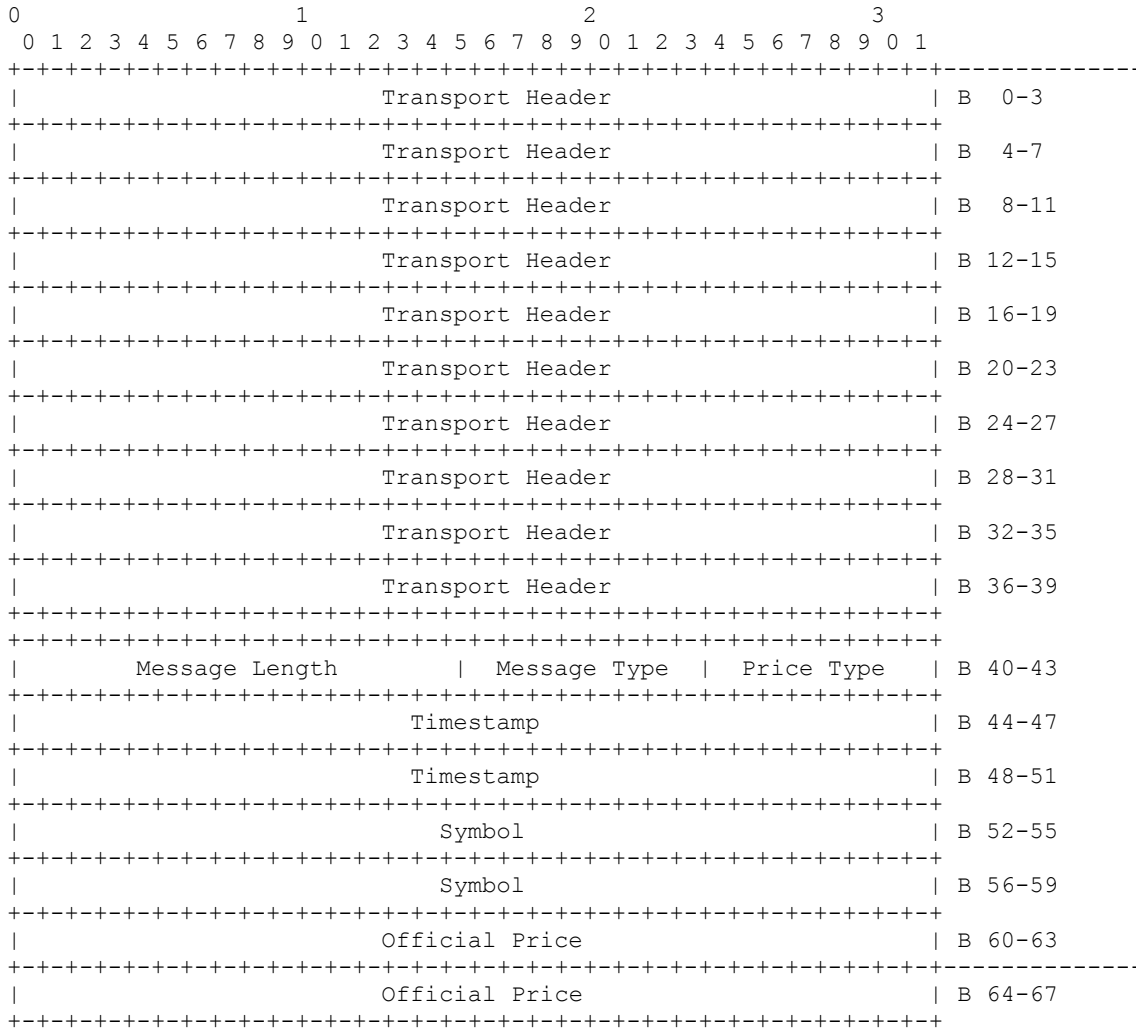 0                   1                   2                   3
 0 1 2 3 4 5 6 7 8 9 0 1 2 3 4 5 6 7 8 9 0 1 2 3 4 5 6 7 8 9 0 1
+-+-+-+-+-+-+-+-+-+-+-+-+-+-+-+-+-+-+-+-+-+-+-+-+-+-+-+-+-+-+-+-+--------------
|                         Transport Header                      | B  0-3
+-+-+-+-+-+-+-+-+-+-+-+-+-+-+-+-+-+-+-+-+-+-+-+-+-+-+-+-+-+-+-+-+
|                         Transport Header                      | B  4-7
+-+-+-+-+-+-+-+-+-+-+-+-+-+-+-+-+-+-+-+-+-+-+-+-+-+-+-+-+-+-+-+-+
|                         Transport Header                      | B  8-11
+-+-+-+-+-+-+-+-+-+-+-+-+-+-+-+-+-+-+-+-+-+-+-+-+-+-+-+-+-+-+-+-+
|                         Transport Header                      | B 12-15
+-+-+-+-+-+-+-+-+-+-+-+-+-+-+-+-+-+-+-+-+-+-+-+-+-+-+-+-+-+-+-+-+
|                         Transport Header                      | B 16-19
+-+-+-+-+-+-+-+-+-+-+-+-+-+-+-+-+-+-+-+-+-+-+-+-+-+-+-+-+-+-+-+-+
|                         Transport Header                      | B 20-23
+-+-+-+-+-+-+-+-+-+-+-+-+-+-+-+-+-+-+-+-+-+-+-+-+-+-+-+-+-+-+-+-+
|                         Transport Header                      | B 24-27
+-+-+-+-+-+-+-+-+-+-+-+-+-+-+-+-+-+-+-+-+-+-+-+-+-+-+-+-+-+-+-+-+
|                         Transport Header                      | B 28-31
+-+-+-+-+-+-+-+-+-+-+-+-+-+-+-+-+-+-+-+-+-+-+-+-+-+-+-+-+-+-+-+-+
|                         Transport Header                      | B 32-35
+-+-+-+-+-+-+-+-+-+-+-+-+-+-+-+-+-+-+-+-+-+-+-+-+-+-+-+-+-+-+-+-+
|                         Transport Header                      | B 36-39
+-+-+-+-+-+-+-+-+-+-+-+-+-+-+-+-+-+-+-+-+-+-+-+-+-+-+-+-+-+-+-+-+
+-+-+-+-+-+-+-+-+-+-+-+-+-+-+-+-+-+-+-+-+-+-+-+-+-+-+-+-+-+-+-+-+
|        Message Length        |  Message Type  |  Price Type   | B 40-43
+-+-+-+-+-+-+-+-+-+-+-+-+-+-+-+-+-+-+-+-+-+-+-+-+-+-+-+-+-+-+-+-+
|                           Timestamp                           | B 44-47
+-+-+-+-+-+-+-+-+-+-+-+-+-+-+-+-+-+-+-+-+-+-+-+-+-+-+-+-+-+-+-+-+
|                           Timestamp                           | B 48-51
+-+-+-+-+-+-+-+-+-+-+-+-+-+-+-+-+-+-+-+-+-+-+-+-+-+-+-+-+-+-+-+-+
|                             Symbol                            | B 52-55
+-+-+-+-+-+-+-+-+-+-+-+-+-+-+-+-+-+-+-+-+-+-+-+-+-+-+-+-+-+-+-+-+
|                             Symbol                            | B 56-59
+-+-+-+-+-+-+-+-+-+-+-+-+-+-+-+-+-+-+-+-+-+-+-+-+-+-+-+-+-+-+-+-+
|                         Official Price                        | B 60-63
+-+-+-+-+-+-+-+-+-+-+-+-+-+-+-+-+-+-+-+-+-+-+-+-+-+-+-+-+-+-+-+-+--------------
|                         Official Price                        | B 64-67
+-+-+-+-+-+-+-+-+-+-+-+-+-+-+-+-+-+-+-+-+-+-+-+-+-+-+-+-+-+-+-+-+